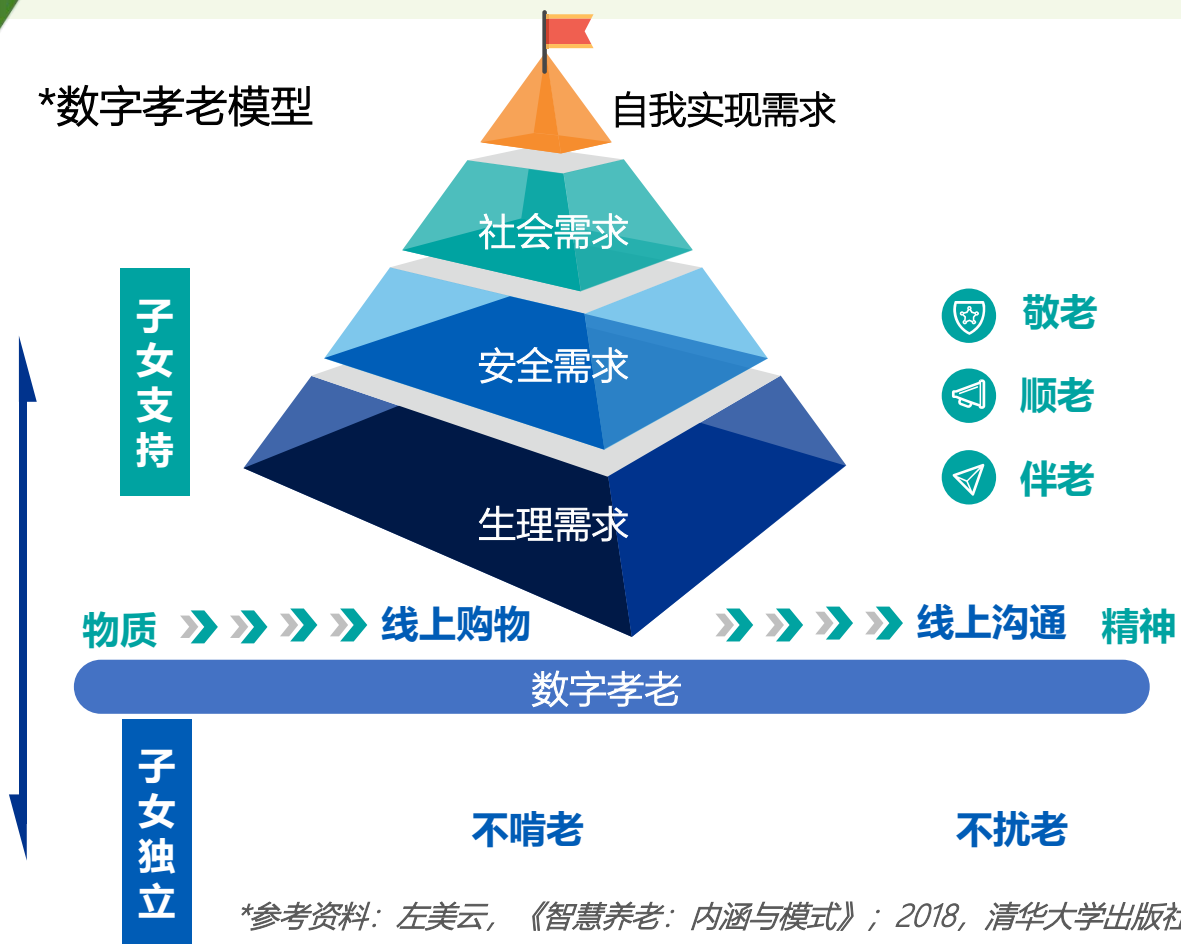 *数字孝老模型
自我实现需求
社会需求
安全需求
生理需求
子女支持
敬老
顺老
伴老
物质
线上购物
线上沟通
精神
数字孝老
子女独立
不啃老
不扰老
*参考资料：左美云，《智慧养老：内涵与模式》；2018，清华大学出版社